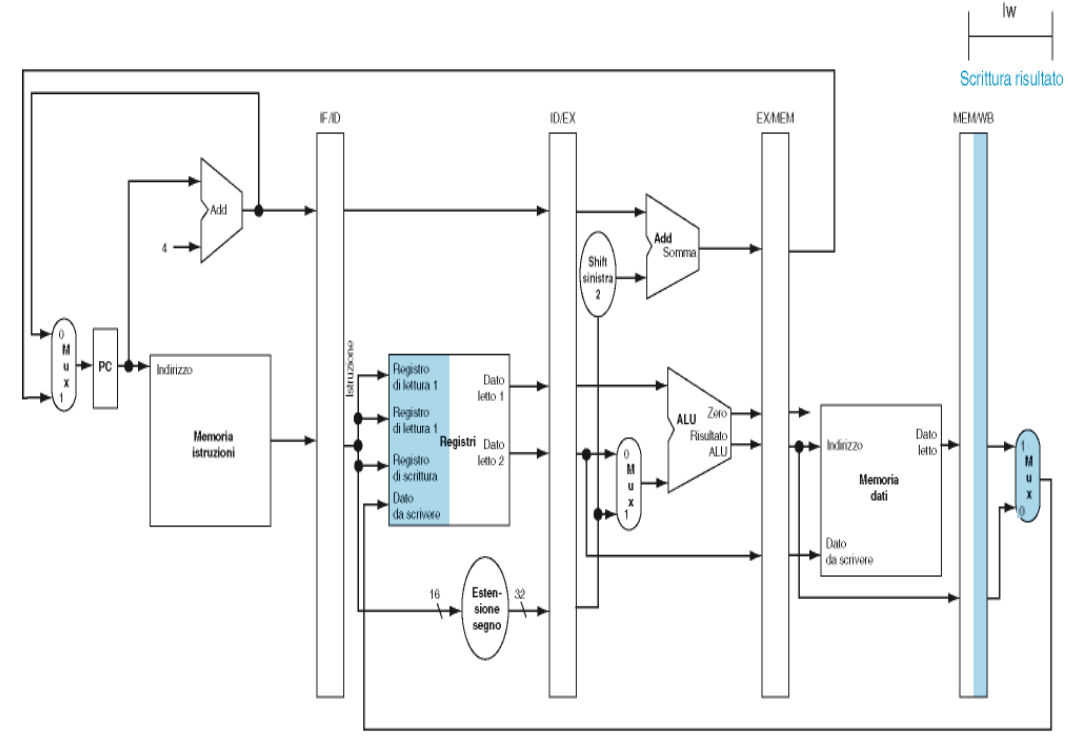 lw
Scrittura risultato
IF/ID
ID/EX
EX/MEM
MEM/WB
Add
4
Add
Somma
Shift
sinistra
2
0
M
u
x
1
PC
Indirizzo
Memoria
istruzioni
Istruzione
Registro
di lettura 1
Registro
di lettura 1
Registro
di scrittura
Dato
da scrivere
Registri
Dato
letto 1
Dato
letto 2
16
Esten-
sione
segno
32
0
M
u
x
1
ALU
Zero
Risultato
ALU
Indirizzo
Dato
letto
Memoria
dati
Dato
da scrivere
1
M
u
x
0